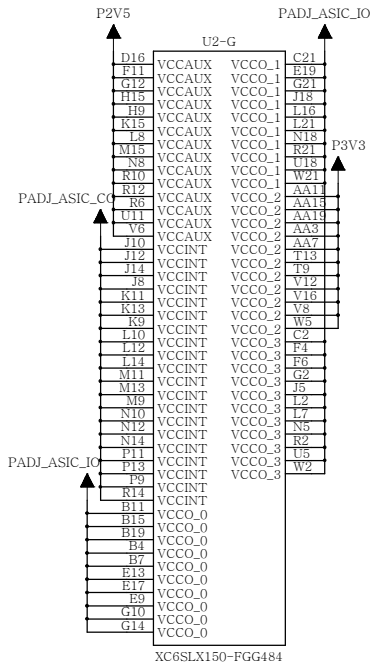 P2V5 PADJ_ASIC_IO
U2-G
D16 VCCAUX VCCO_1 C21
F11 VCCAUX VCCO_1 E19
G12 VCCAUX VCCO_1 G21
H15 VCCAUX VCCO_1 J18
H9 VCCAUX VCCO_1 L16
K15 VCCAUX VCCO_1 L21
L8 VCCAUX VCCO_1 N18
M15 VCCAUX VCCO_1 R21 P3V3
N8 VCCAUX VCCO_1 U18
R10 VCCAUX VCCO_1 W21
R12 VCCAUX VCCO_2 AA11
PADJ_ASIC_CO R6 VCCAUX VCCO_2 AA15
U11 VCCAUX VCCO_2 AA19
V6 VCCAUX VCCO_2 AA3
J10 VCCINT VCCO_2 AA7
J12 VCCINT VCCO_2 T13
J14 VCCINT VCCO_2 T9
J8 VCCINT VCCO_2 V12
K11 VCCINT VCCO_2 V16
K13 VCCINT VCCO_2 V8
K9 VCCINT VCCO_2 W5
L10 VCCINT VCCO_3 C2
L12 VCCINT VCCO_3 F4
L14 VCCINT VCCO_3 F6
M11 VCCINT VCCO_3 G2
M13 VCCINT VCCO_3 J5
M9 VCCINT VCCO_3 L2
N10 VCCINT VCCO_3 L7
N12 VCCINT VCCO_3 N5
N14 VCCINT VCCO_3 R2
P11 VCCINT VCCO_3 U5
PADJ_ASIC_IO P13 VCCINT VCCO_3 W2
P9 VCCINT
R14 VCCINT
B11 VCCO_0
B15 VCCO_0
B19 VCCO_0
B4 VCCO_0
B7 VCCO_0
E13 VCCO_0
E17 VCCO_0
E9 VCCO_0
G10 VCCO_0
G14 VCCO_0
XC6SLX150-FGG484